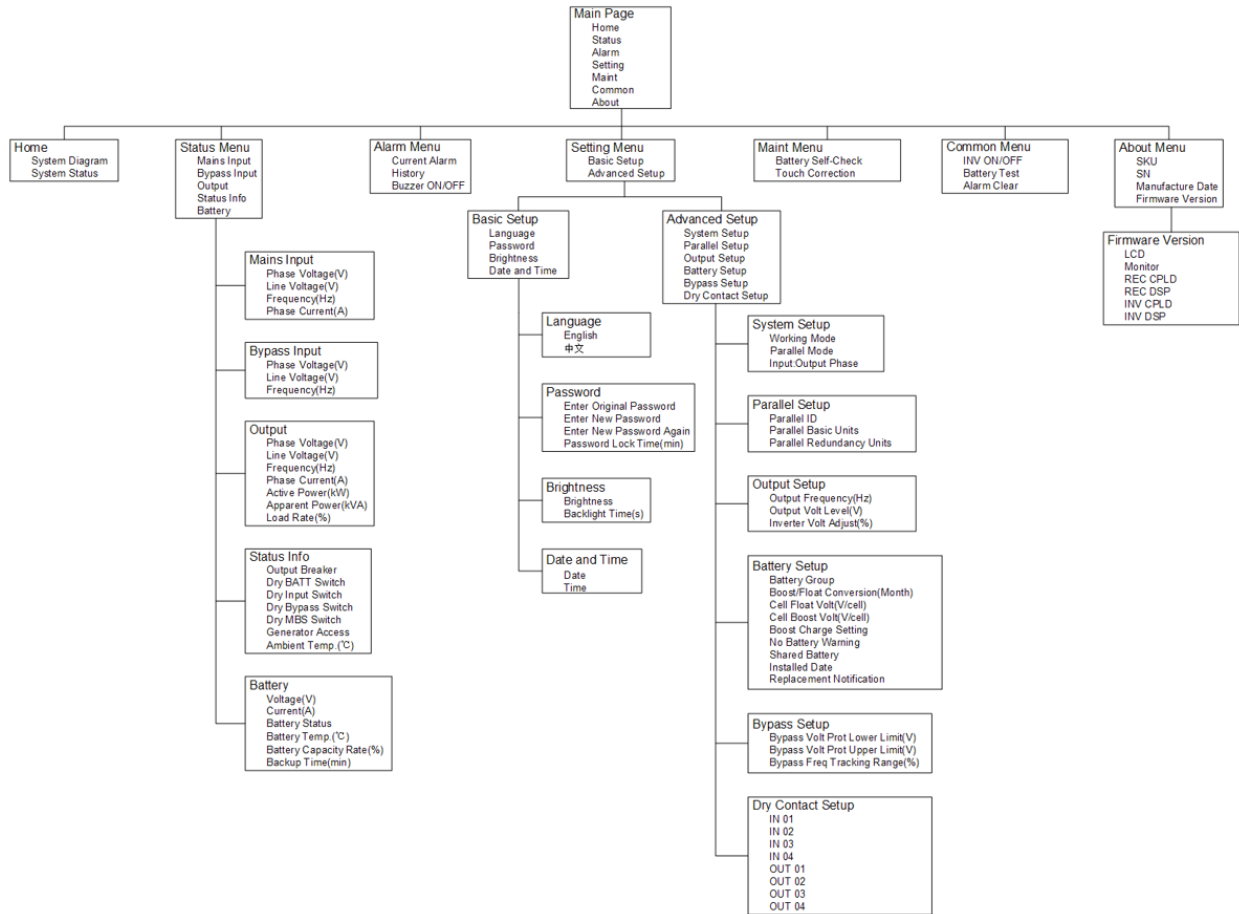 Main Page
Home
Status
Alarm
Setting
Maint
Common
About
Home
System Diagram
System Status
Status Menu
Mains Input
Bypass Input
Output
Status Info
Battery
Alarm Menu
Current Alarm
History
Buzzer ON/OFF
Setting Menu
Basic Setup
Advanced Setup
Maint Menu
Battery Self-Check
Touch Correction
Common Menu
INV ON/OFF
Battery Test
Alarm Clear
About Menu
SKU
SN
Manufacture Date
Firmware Version
Mains Input
Phase Voltage(V)
Line Voltage(V)
Frequency(Hz)
Phase Current(A)
Bypass Input
Phase Voltage(V)
Line Voltage(V)
Frequency(Hz)
Output
Phase Voltage(V)
Line Voltage(V)
Frequency(Hz)
Phase Current(A)
Active Power(kW)
Apparent Power(kVA)
Load Rate(%)
Status Info
Output Breaker
Dry BATT Switch
Dry Input Switch
Dry Bypass Switch
Dry MBS Switch
Generator Access
Ambient Temp.(℃)
Battery
Voltage(V)
Current(A)
Battery Status
Battery Temp.(℃)
Battery Capacity Rate(%)
Backup Time(min)
Basic Setup
Language
Password
Brightness
Date and Time
Language
English
中文
Password
Enter Original Password
Enter New Password
Enter New Password Again
Password Lock Time(min)
Brightness
Brightness
Backlight Time(s)
Date and Time
Date
Time
Advanced Setup
System Setup
Parallel Setup
Output Setup
Battery Setup
Bypass Setup
Dry Contact Setup
System Setup
Working Mode
Parallel Mode
Input:Output Phase
Parallel Setup
Parallel ID
Parallel Basic Units
Parallel Redundancy Units
Output Setup
Output Frequency(Hz)
Output Volt Level(V)
Inverter Volt Adjust(%)
Battery Setup
Battery Group
Boost/Float Conversion(Month)
Cell Float Volt(V/cell)
Cell Boost Volt(V/cell)
Boost Charge Setting
No Battery Warning
Shared Battery
Installed Date
Replacement Notification
Bypass Setup
Bypass Volt Prot Lower Limit(V)
Bypass Volt Prot Upper Limit(V)
Bypass Freq Tracking Range(%)
Dry Contact Setup
IN 01
IN 02
IN 03
IN 04
OUT 01
OUT 02
OUT 03
OUT 04
Firmware Version
LCD
Monitor
REC CPLD
REC DSP
INV CPLD
INV DSP